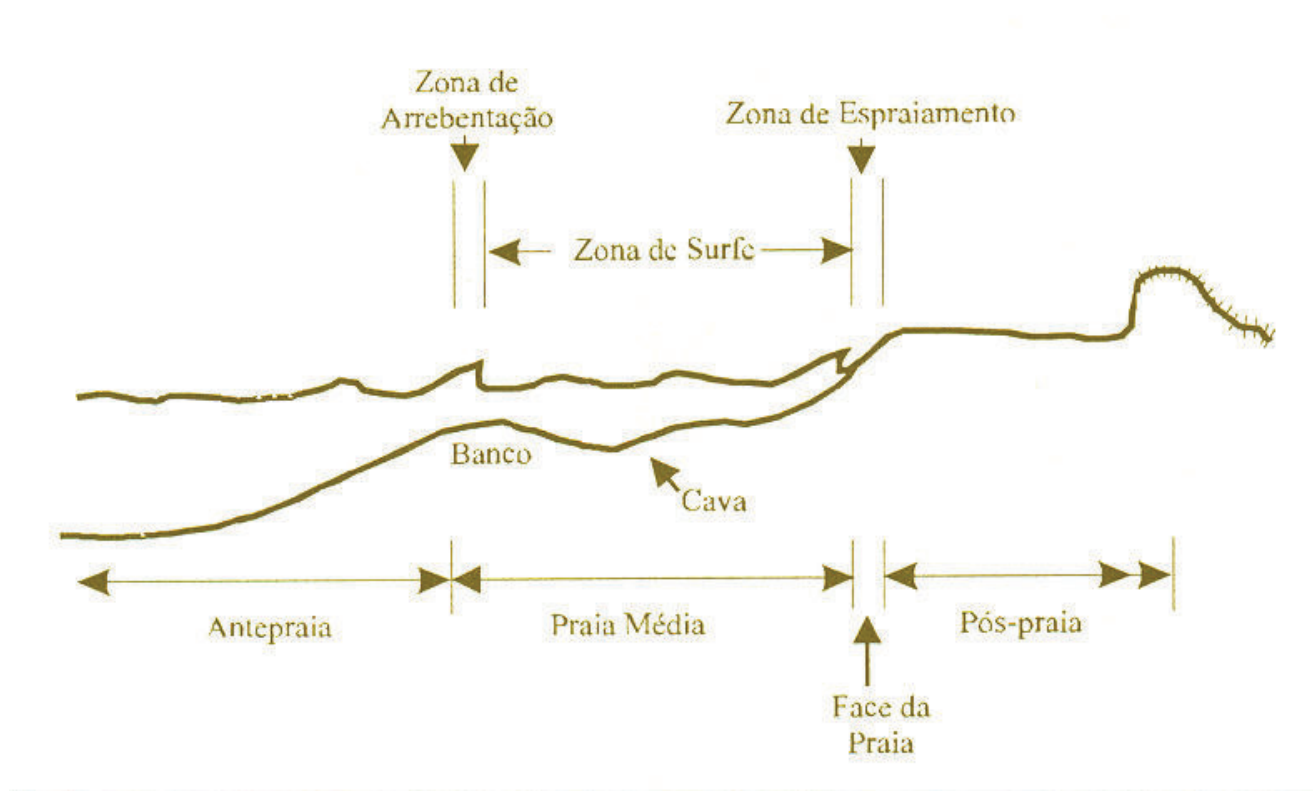 Zona de
Arrebentação
Zona de Espraiamento
Zona de Surfe
Banco
Cava
Antepraia
Praia Média
Pós-praia
Face da
Praia